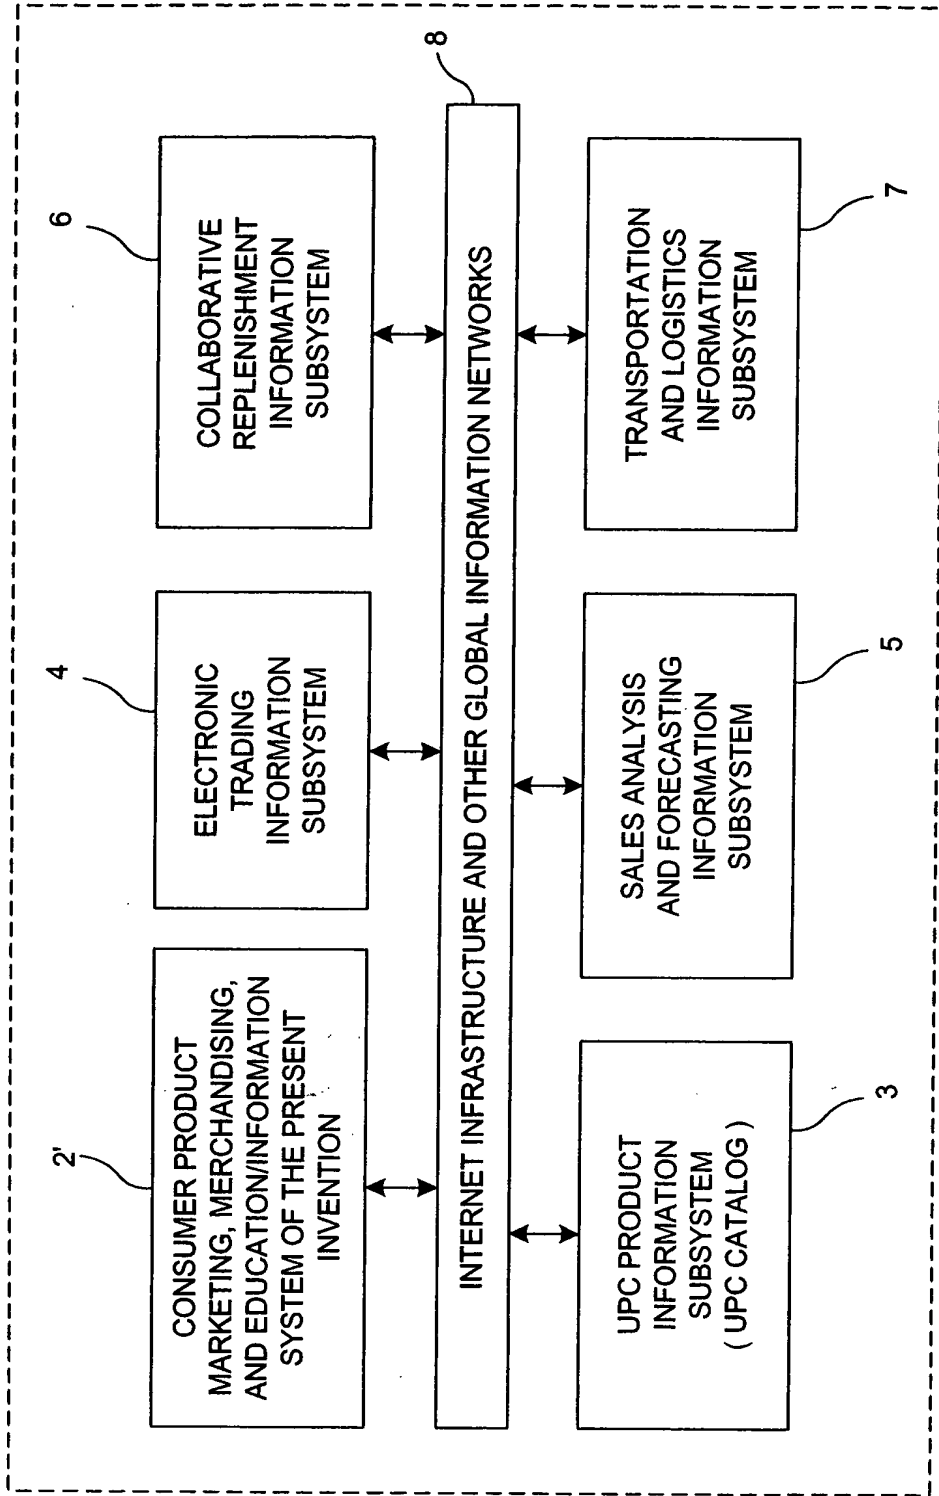 2'
CONSUMER PRODUCT
MARKETING, MERCHANDISING,
AND EDUCATION/INFORMATION
SYSTEM OF THE PRESENT
INVENTION
4
ELECTRONIC
TRADING
INFORMATION
SUBSYSTEM
6
COLLABORATIVE
REPLENISHMENT
INFORMATION
SUBSYSTEM
8
INTERNET INFRASTRUCTURE AND OTHER GLOBAL INFORMATION NETWORKS
UPC PRODUCT
INFORMATION
SUBSYSTEM
( UPC CATALOG )
3
SALES ANALYSIS
AND FORECASTING
INFORMATION
SUBSYSTEM
5
TRANSPORTATION
AND LOGISTICS
INFORMATION
SUBSYSTEM
7